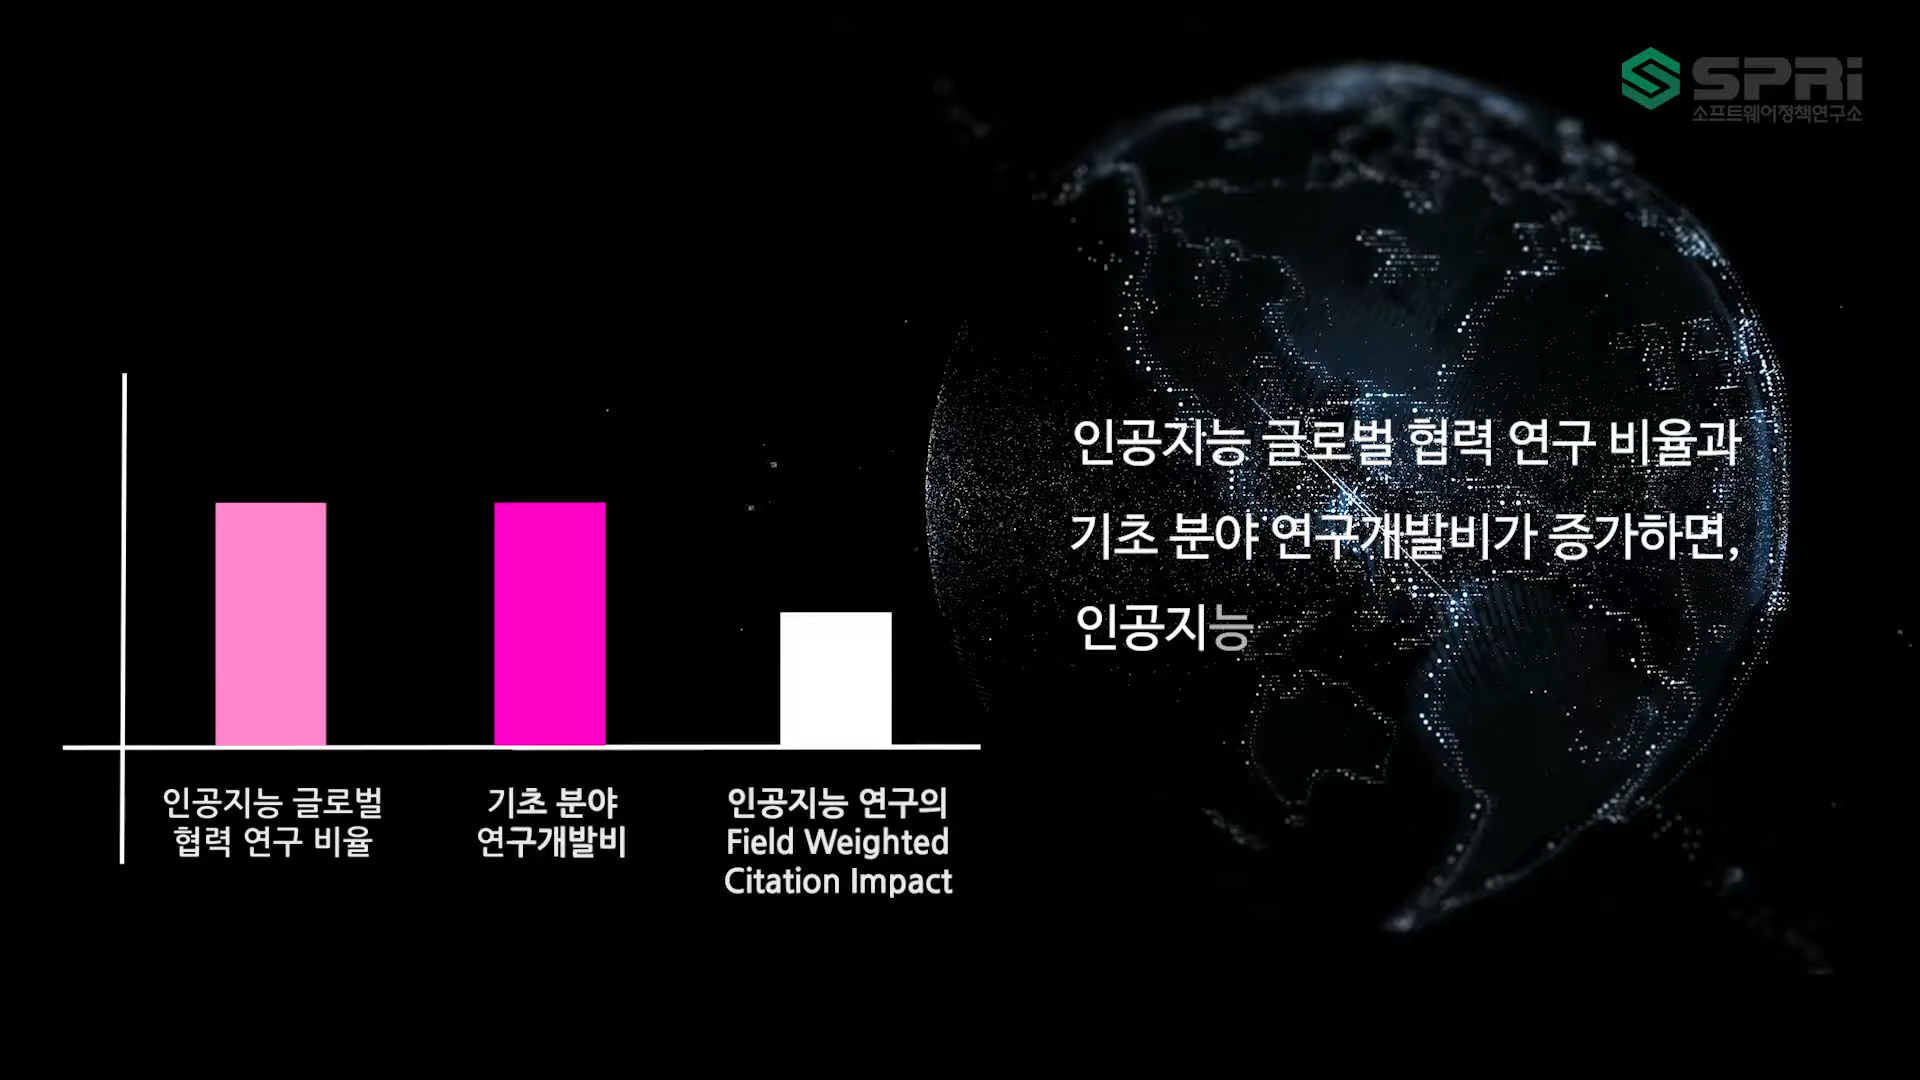 SPRi
소프트웨어정책연구소
인공지능 글로벌 협력 연구 비율과
기초 분야 연구개발비가 증가하면,
인공지능
인공지능 글로벌
협력 연구 비율
기초 분야
연구개발비
인공지능 연구의
Field Weighted
Citation Impact